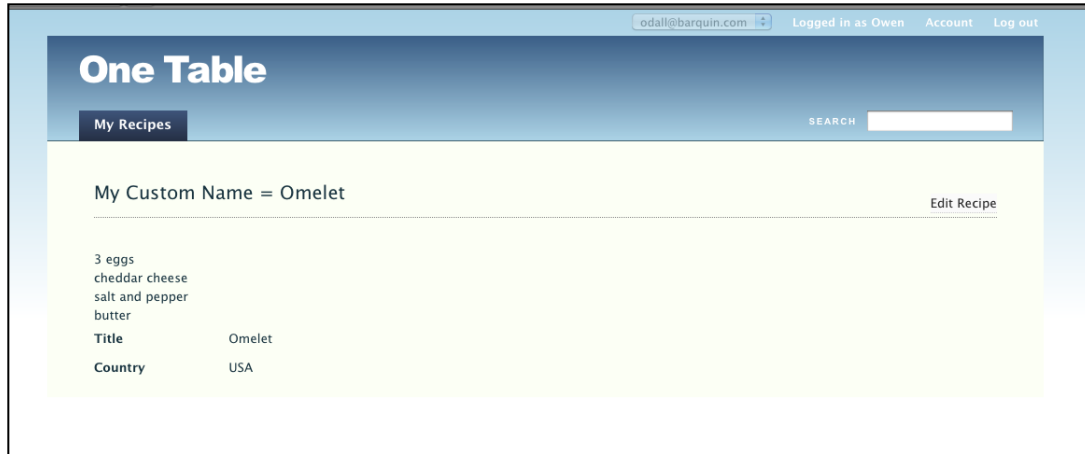 odall@barquin.com Logged in as Owen Account Log out
One Table
My Recipes SEARCH
My Custom Name = Omelet
Edit Recipe
3 eggs
cheddar cheese
salt and pepper
butter
Title Omelet
Country USA